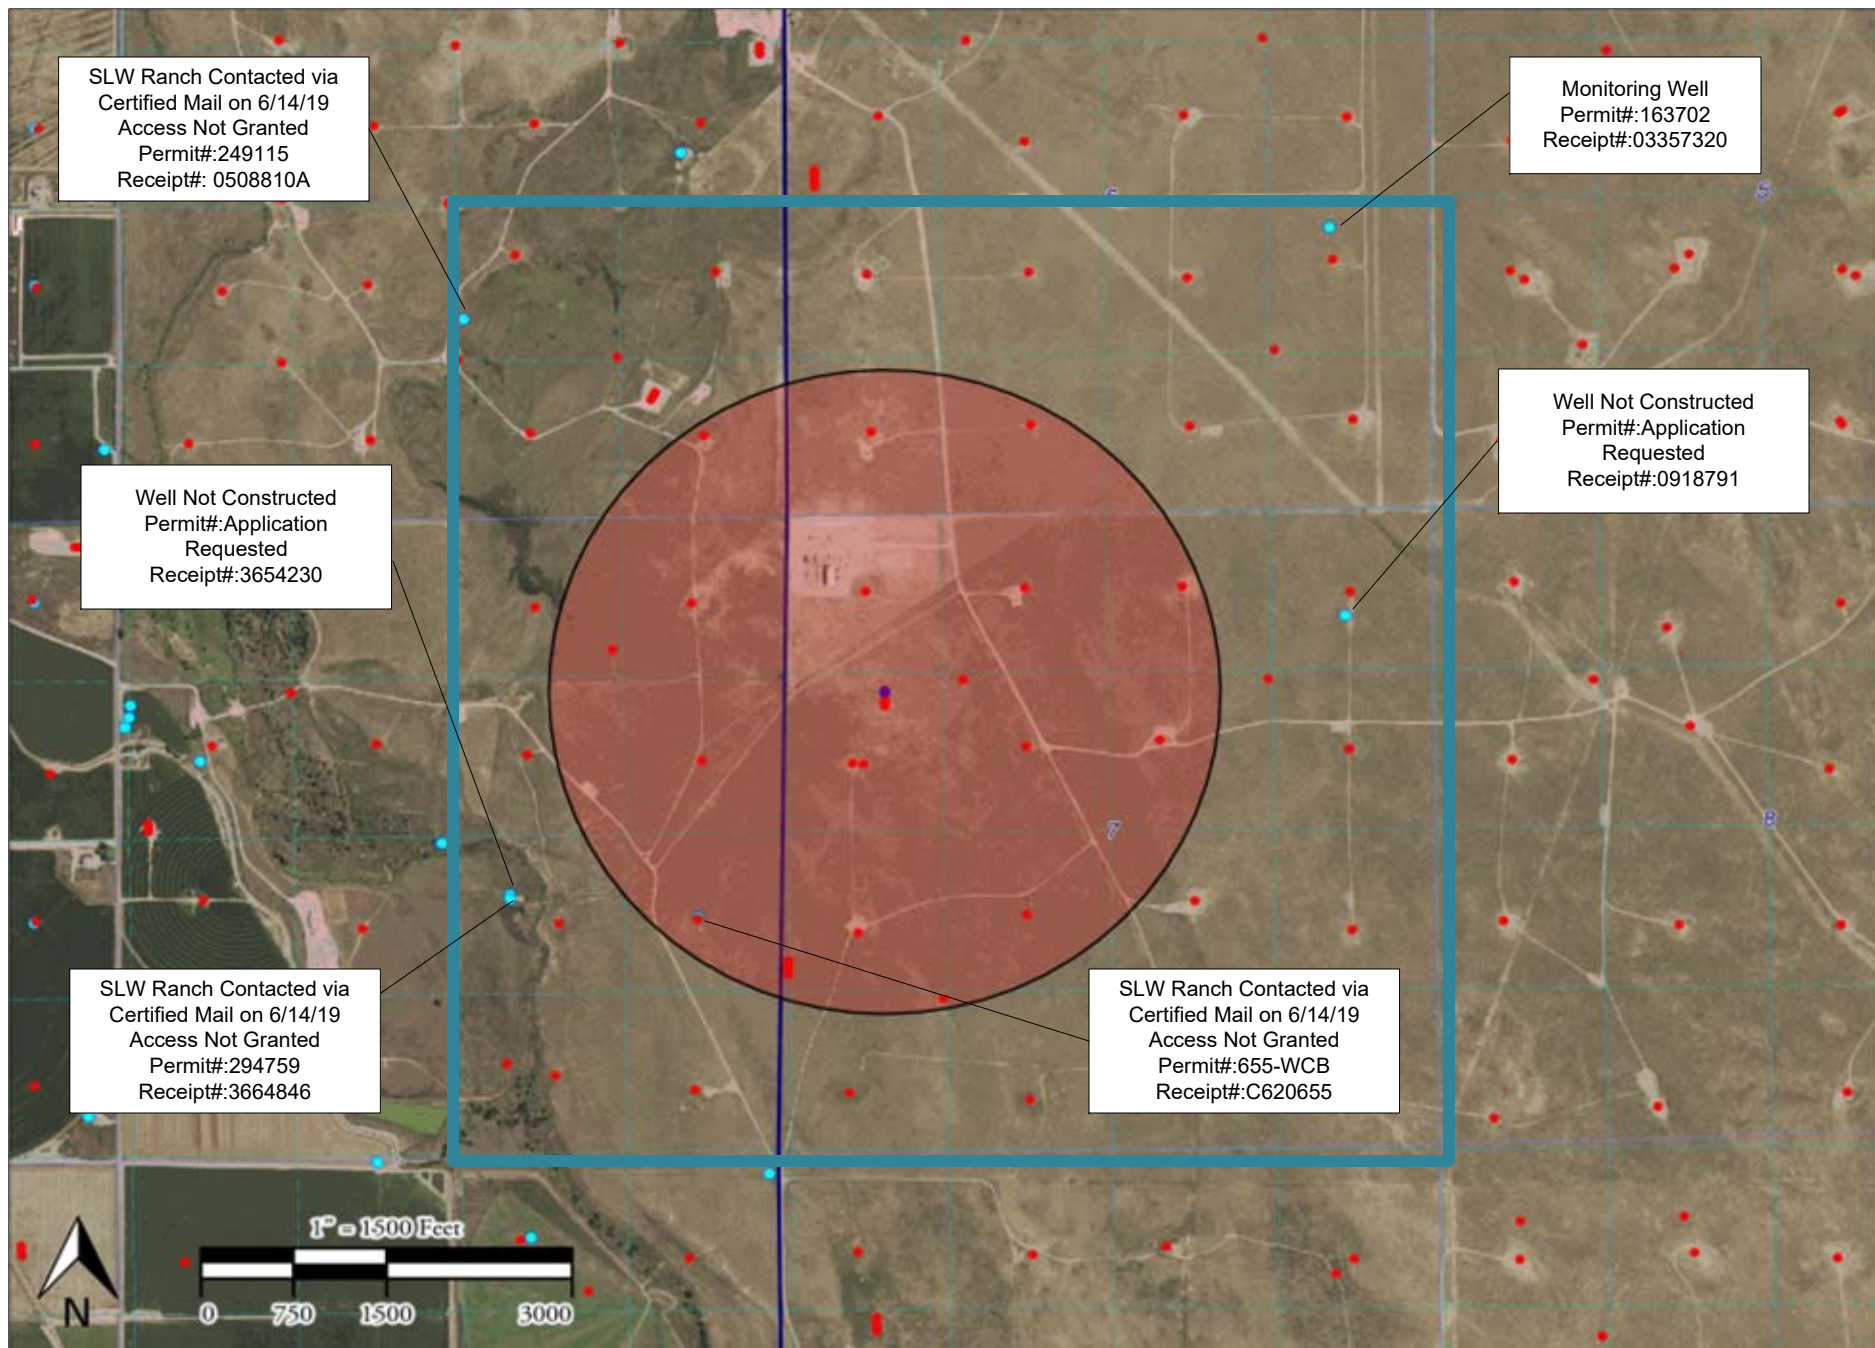 SLW Ranch Contacted via
Certified Mail on 6/14/19
Access Not Granted
Permit#:249115
Receipt#: 0508810A
Monitoring Well
Permit#:163702
Receipt#:03357320
6
5
Well Not Constructed
Permit#:Application
Requested
Receipt#:0918791
Well Not Constructed
Permit#:Application
Requested
Receipt#:3654230
7
8
SLW Ranch Contacted via
Certified Mail on 6/14/19
Access Not Granted
Permit#:294759
Receipt#:3664846
SLW Ranch Contacted via
Certified Mail on 6/14/19
Access Not Granted
Permit#:655-WCB
Receipt#:C620655
1" = 1500 Feet
0 750 1500 3000
N